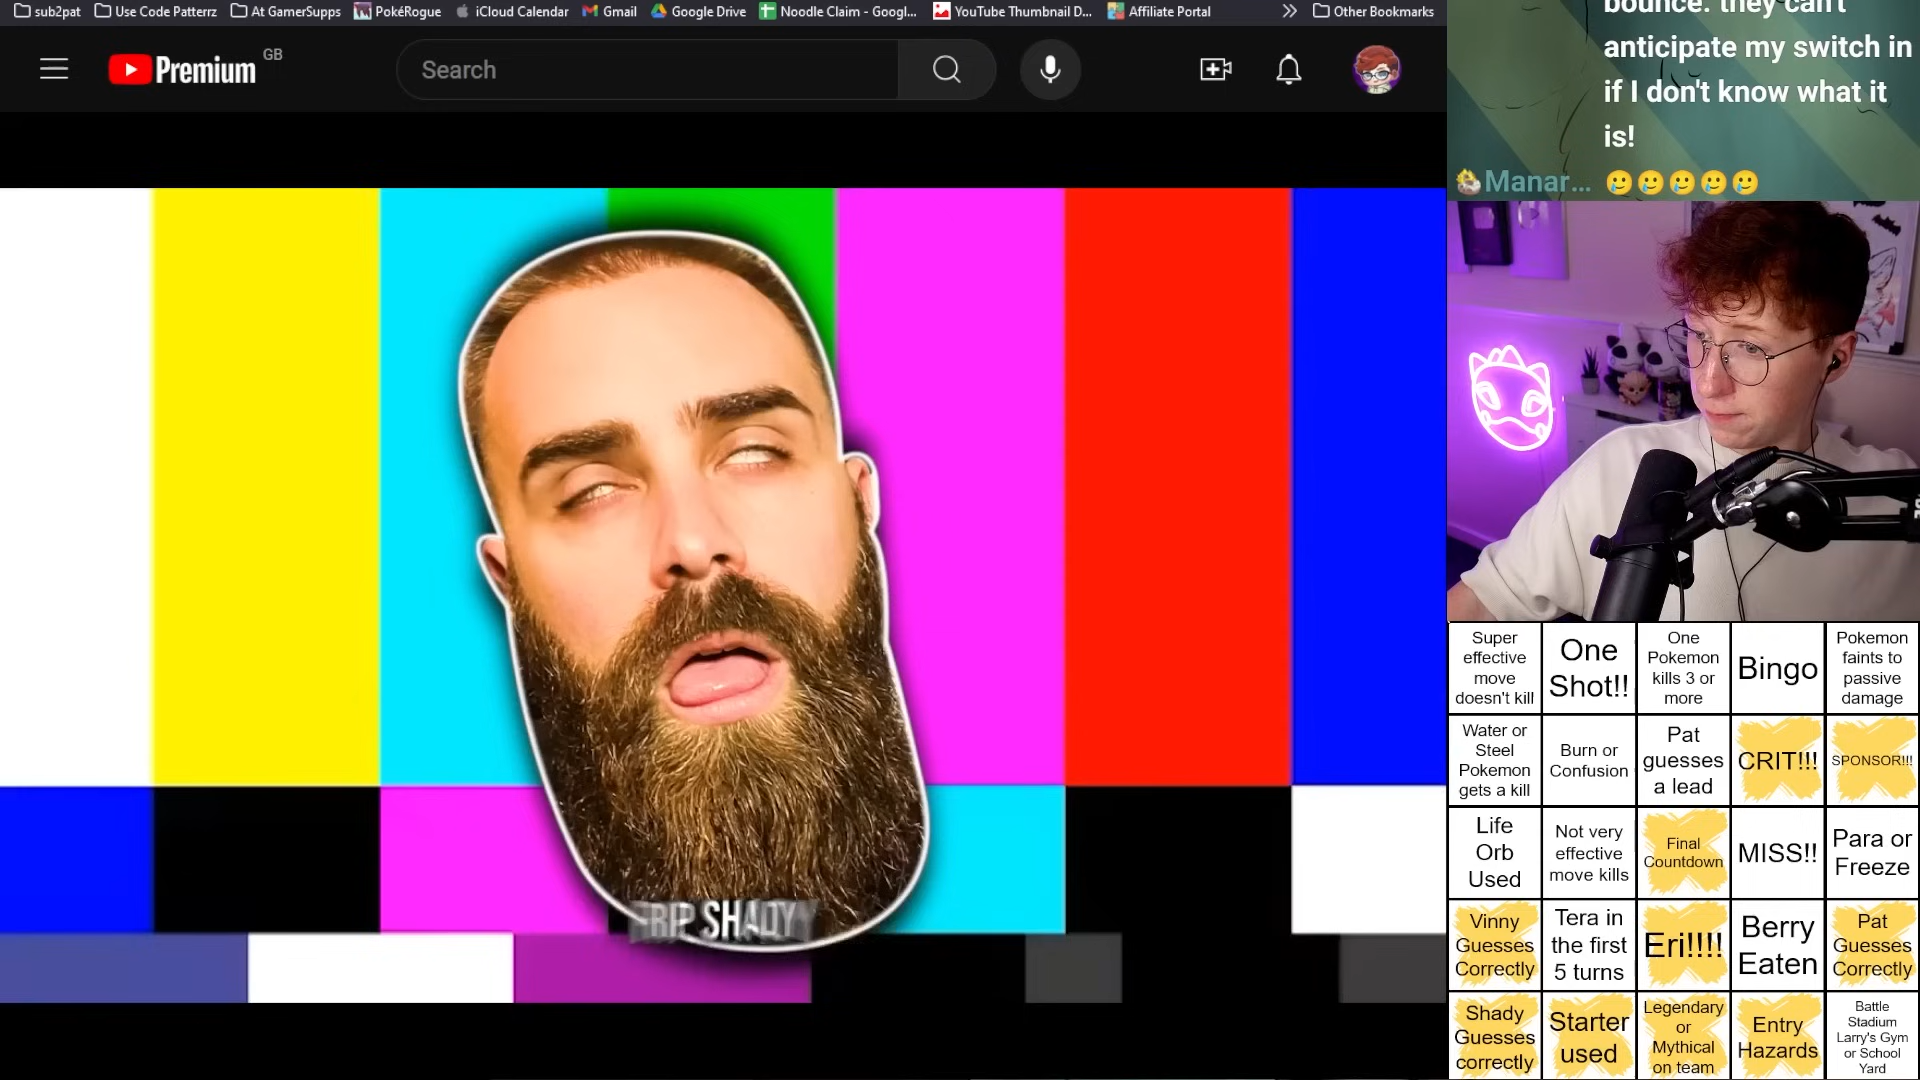 sub2pat Use Code Patterrz At GamerSupps PokéRogue iCloud Calendar Gmail Google Drive Noodle Claim - Googl... YouTube Thumbnail D... Affiliate Portal Other Bookmarks
Premium GB
Search
bounce. they can't
anticipate my switch in
if I don't know what it
is!
Manar...
RIP SHADY
Super
effective
move
doesn't kill
One
Shot!!
One
Pokemon
kills 3 or
more
Bingo
Pokemon
faints to
passive
damage
Water or
Steel
Pokemon
gets a kill
Burn or
Confusion
Pat
guesses
a lead
CRIT!!!
SPONSOR!!!
Life
Orb
Used
Not very
effective
move kills
Final
Countdown
MISS!!
Para or
Freeze
Vinny
Guesses
Correctly
Tera in
the first
5 turns
Eri!!!!
Berry
Eaten
Pat
Guesses
Correctly
Shady
Guesses
correctly
Starter
used
Legendary
or
Mythical
on team
Entry
Hazards
Battle
Stadium
Larry's Gym
or School
Yard